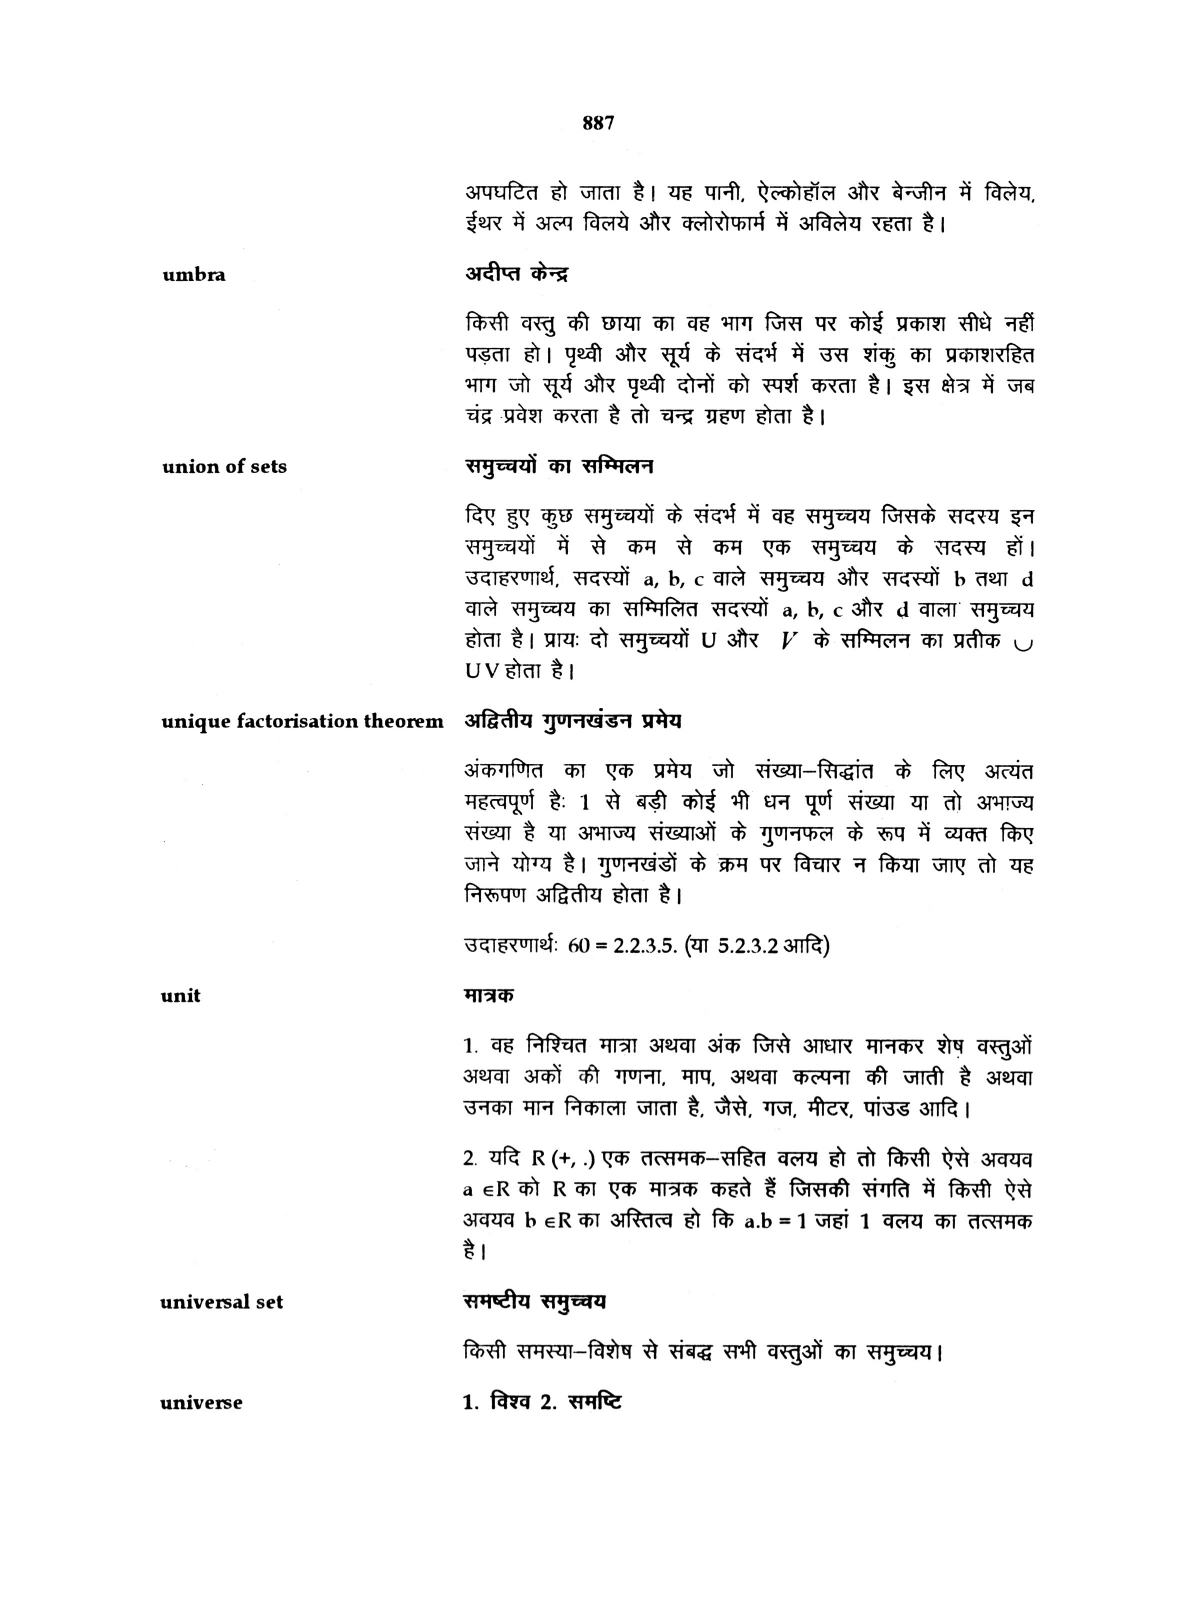 887
अपघटित हो जाता है। यह पानी, ऐल्कोहॉल और बेन्जीन में विलेय,
ईथर में अल्प विलये और क्लोरोफार्म में अविलेय रहता है।
umbra अदीप्त केन्द्र
किसी वस्तु की छाया का वह भाग जिस पर कोई प्रकाश सीधे नहीं
पड़ता हो। पृथ्वी और सूर्य के संदर्भ में उस शंकु का प्रकाशरहित
भाग जो सूर्य और पृथ्वी दोनों को स्पर्श करता है। इस क्षेत्र में जब
चंद्र प्रवेश करता है तो चन्द्र ग्रहण होता है।
union of sets समुच्चयों का सम्मिलन
दिए हुए कुछ समुच्चयों के संदर्भ में वह समुच्चय जिसके सदस्य इन
समुच्चयों में से कम से कम एक समुच्चय के सदस्य हों।
उदाहरणार्थ, सदस्यों a, b, c वाले समुच्चय और सदस्यों b तथा d
वाले समुच्चय का सम्मिलित सदस्यों a, b, c और d वाला समुच्चय
होता है। प्रायः दो समुच्चयों U और V के सम्मिलन का प्रतीक ∪
U V होता है।
unique factorisation theorem अद्वितीय गुणनखंडन प्रमेय
अंकगणित का एक प्रमेय जो संख्या–सिद्धांत के लिए अत्यंत
महत्वपूर्ण हैः 1 से बड़ी कोई भी धन पूर्ण संख्या या तो अभाज्य
संख्या है या अभाज्य संख्याओं के गुणनफल के रूप में व्यक्त किए
जाने योग्य है। गुणनखंडों के क्रम पर विचार न किया जाए तो यह
निरूपण अद्वितीय होता है।
उदाहरणार्थः 60 = 2.2.3.5. (या 5.2.3.2 आदि)
unit मात्रक
1. वह निश्चित मात्रा अथवा अंक जिसे आधार मानकर शेष वस्तुओं
अथवा अकों की गणना, माप, अथवा कल्पना की जाती है अथवा
उनका मान निकाला जाता है, जैसे, गज, मीटर, पांउड आदि।
2. यदि R (+, .) एक तत्समक–सहित वलय हो तो किसी ऐसे अवयव
a ∈R को R का एक मात्रक कहते हैं जिसकी संगति में किसी ऐसे
अवयव b ∈R का अस्तित्व हो कि a.b = 1 जहां 1 वलय का तत्समक
है।
universal set समष्टीय समुच्चय
किसी समस्या–विशेष से संबद्ध सभी वस्तुओं का समुच्चय।
universe 1. विश्व 2. समष्टि